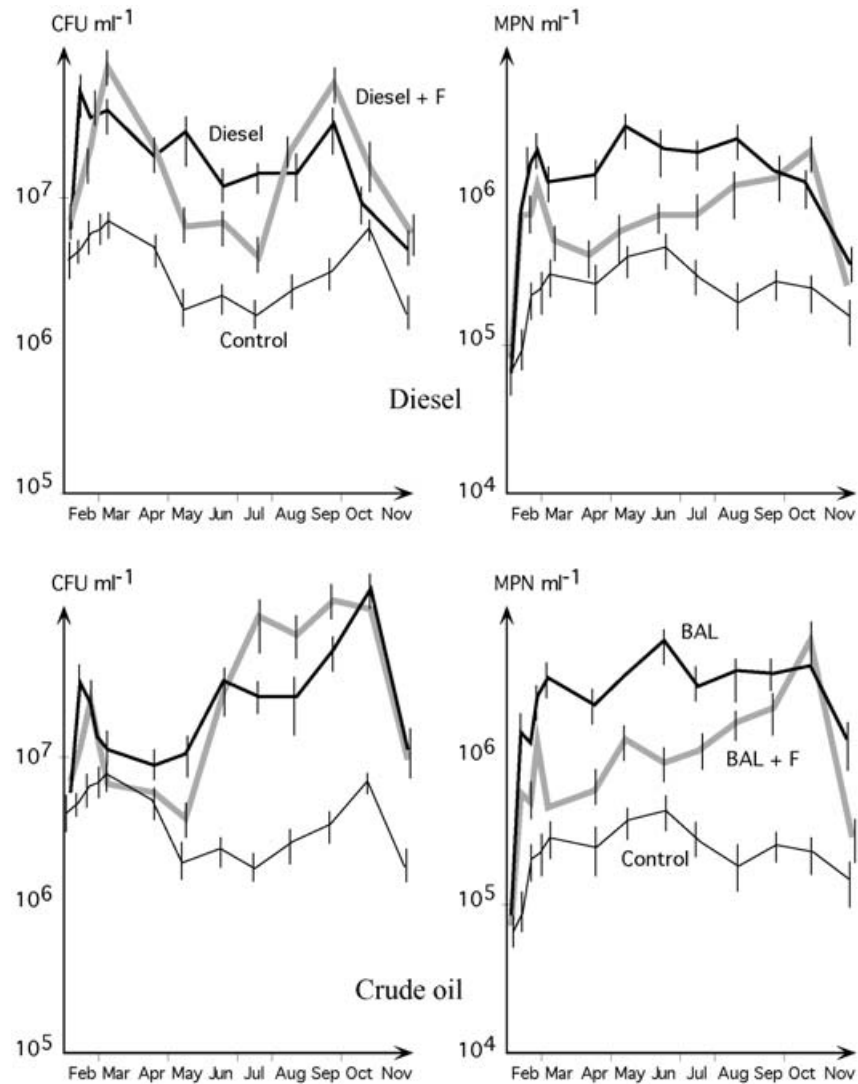 CFU ml-1
Diesel
Diesel + F
Control
10^7
10^6
10^5
Feb Mar Apr May Jun Jul Aug Sep Oct Nov
MPN ml-1
10^6
10^5
10^4
Feb Mar Apr May Jun Jul Aug Sep Oct Nov
Diesel
CFU ml-1
10^7
10^6
10^5
Feb Mar Apr May Jun Jul Aug Sep Oct Nov
MPN ml-1
BAL
BAL + F
Control
10^6
10^5
10^4
Feb Mar Apr May Jun Jul Aug Sep Oct Nov
Crude oil